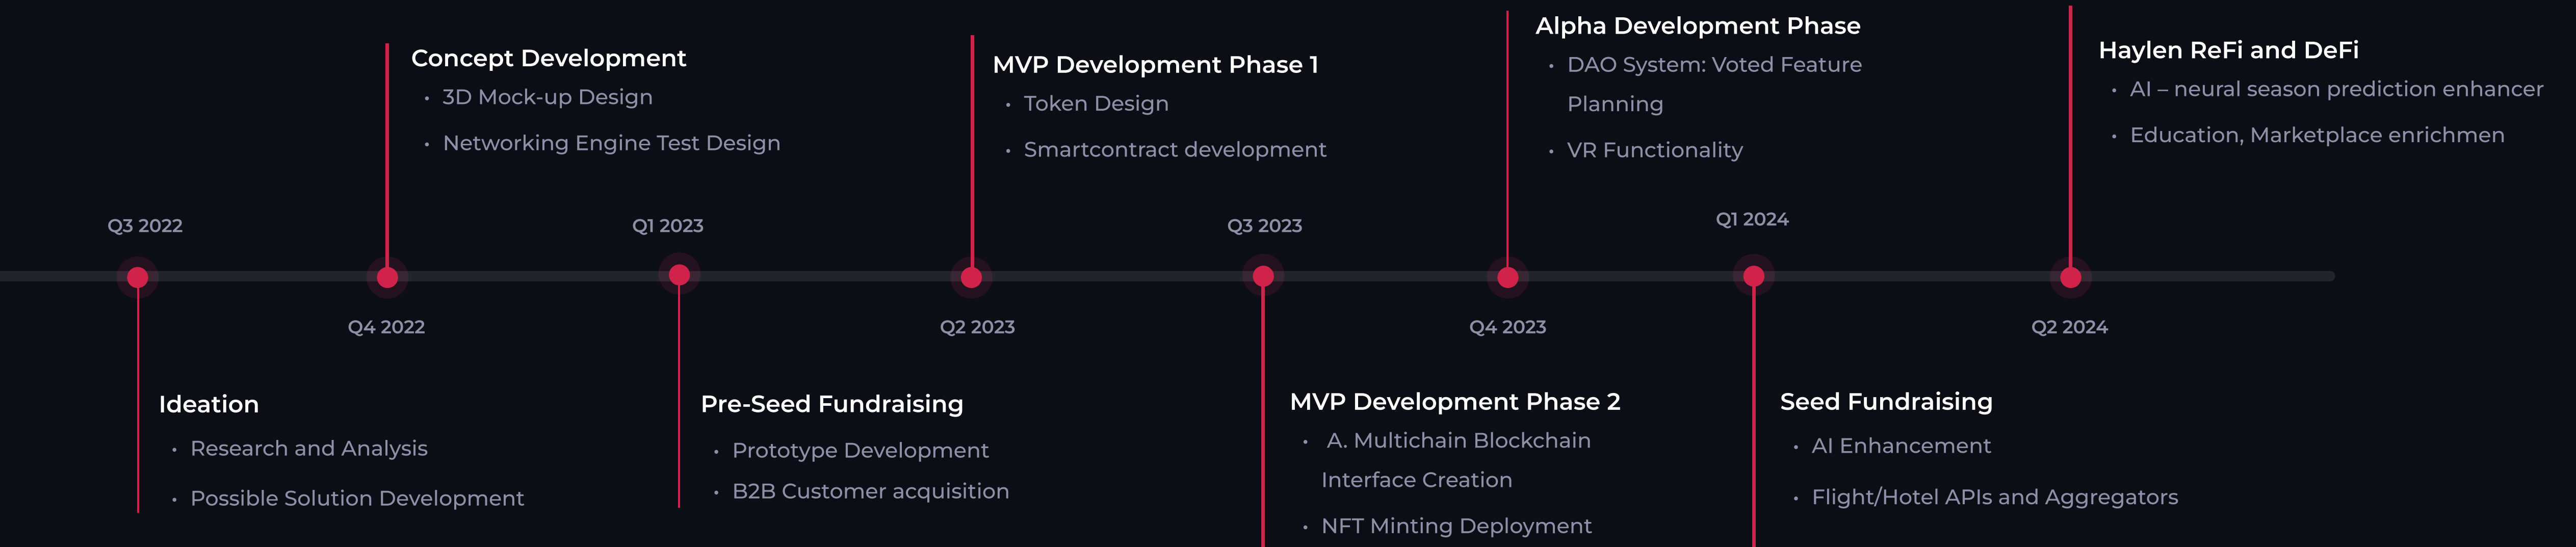 Q3 2022
Ideation
• Research and Analysis
• Possible Solution Development
Concept Development
• 3D Mock-up Design
• Networking Engine Test Design
Q4 2022
Q1 2023
Pre-Seed Fundraising
• Prototype Development
• B2B Customer acquisition
MVP Development Phase 1
• Token Design
• Smartcontract development
Q2 2023
Q3 2023
MVP Development Phase 2
• A. Multichain Blockchain
Interface Creation
• NFT Minting Deployment
Alpha Development Phase
• DAO System: Voted Feature
Planning
• VR Functionality
Q4 2023
Q1 2024
Seed Fundraising
• AI Enhancement
• Flight/Hotel APIs and Aggregators
Haylen ReFi and DeFi
• AI – neural season prediction enhancer
• Education, Marketplace enrichmen
Q2 2024